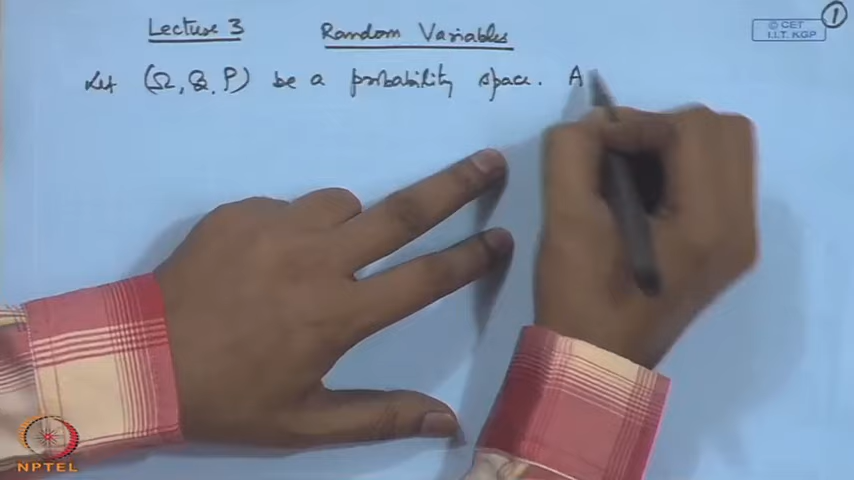 Lecture 3 Random Variables 1
© CET
I.I.T. KGP
Let (Ω, 𝒬, P) be a probability space. A
NPTEL